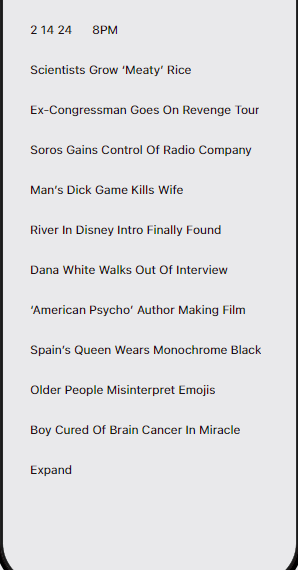 2 14 24 8PM
Scientists Grow ‘Meaty’ Rice
Ex-Congressman Goes On Revenge Tour
Soros Gains Control Of Radio Company
Man’s Dick Game Kills Wife
River In Disney Intro Finally Found
Dana White Walks Out Of Interview
‘American Psycho’ Author Making Film
Spain’s Queen Wears Monochrome Black
Older People Misinterpret Emojis
Boy Cured Of Brain Cancer In Miracle
Expand